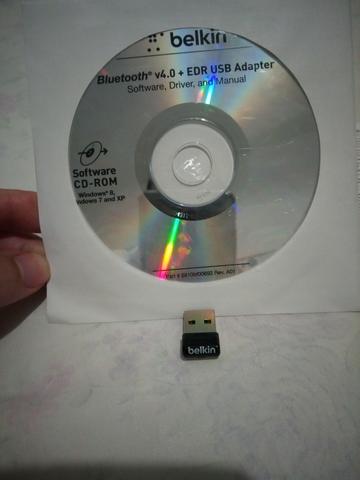 belkin
Bluetooth® v4.0 + EDR USB Adapter
Software, Driver, and Manual
Software
CD-ROM
Windows® 8,
ndows 7 and XP
belkin